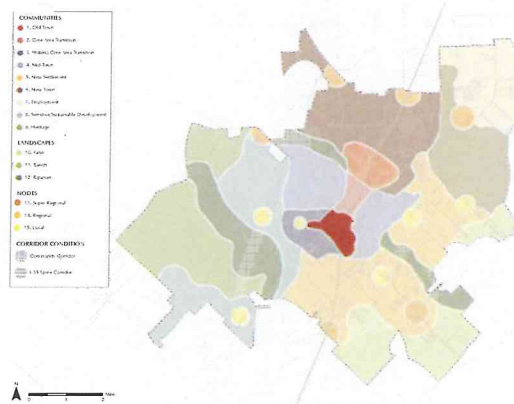 COMMUNITIES
1. Old Town
2. Core Area Transition
3. Historic Core Area Transition
4. Mid-Town
5. New Settlement
6. New Town
7. Employment
8. Sensitive/Sustainable Development
9. Heritage
LANDSCAPES
10. Farm
11. Ranch
12. Riparian
NODES
13. Super Regional
14. Regional
15. Local
CORRIDOR CONDITION
Community Corridor
I-35 Corridor
N
0
2